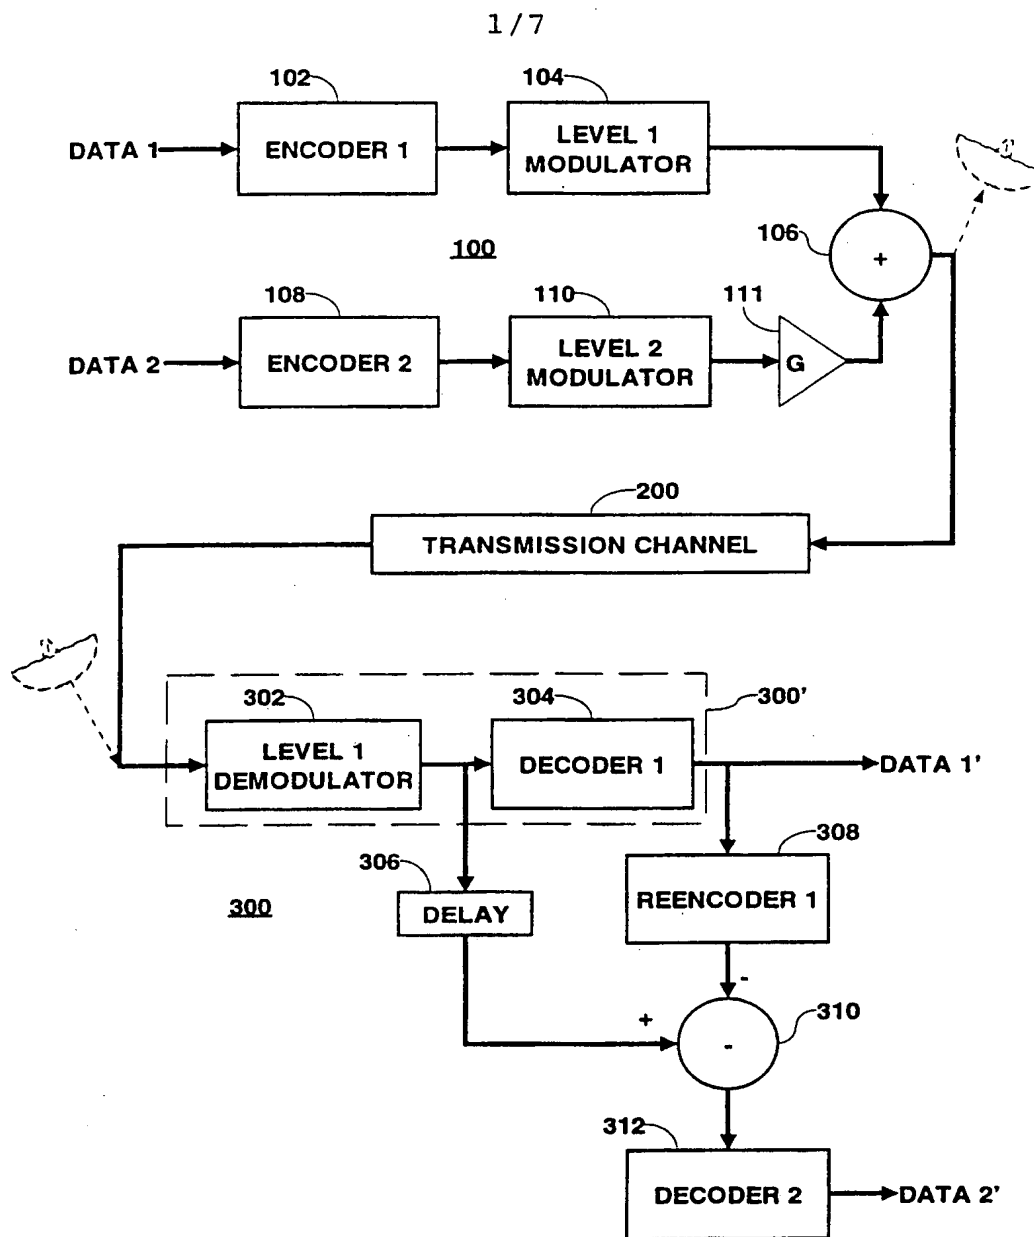 1/7
102
104
DATA 1
ENCODER 1
LEVEL 1
MODULATOR
106
+
100
108
110
111
DATA 2
ENCODER 2
LEVEL 2
MODULATOR
G
200
TRANSMISSION CHANNEL
302
304
300'
LEVEL 1
DEMODULATOR
DECODER 1
DATA 1'
306
308
300
DELAY
REENCODER 1
-
+
310
-
312
DECODER 2
DATA 2'